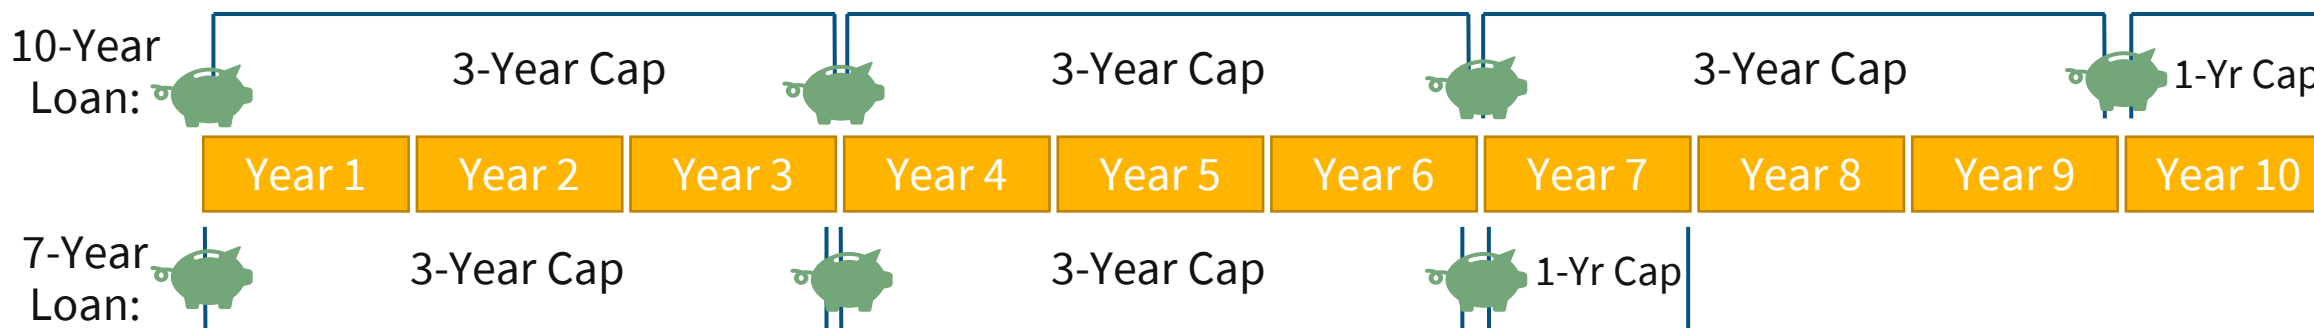 10-Year
Loan:
3-Year Cap
3-Year Cap
3-Year Cap
1-Yr Cap
Year 1
Year 2
Year 3
Year 4
Year 5
Year 6
Year 7
Year 8
Year 9
Year 10
7-Year
Loan:
3-Year Cap
3-Year Cap
1-Yr Cap